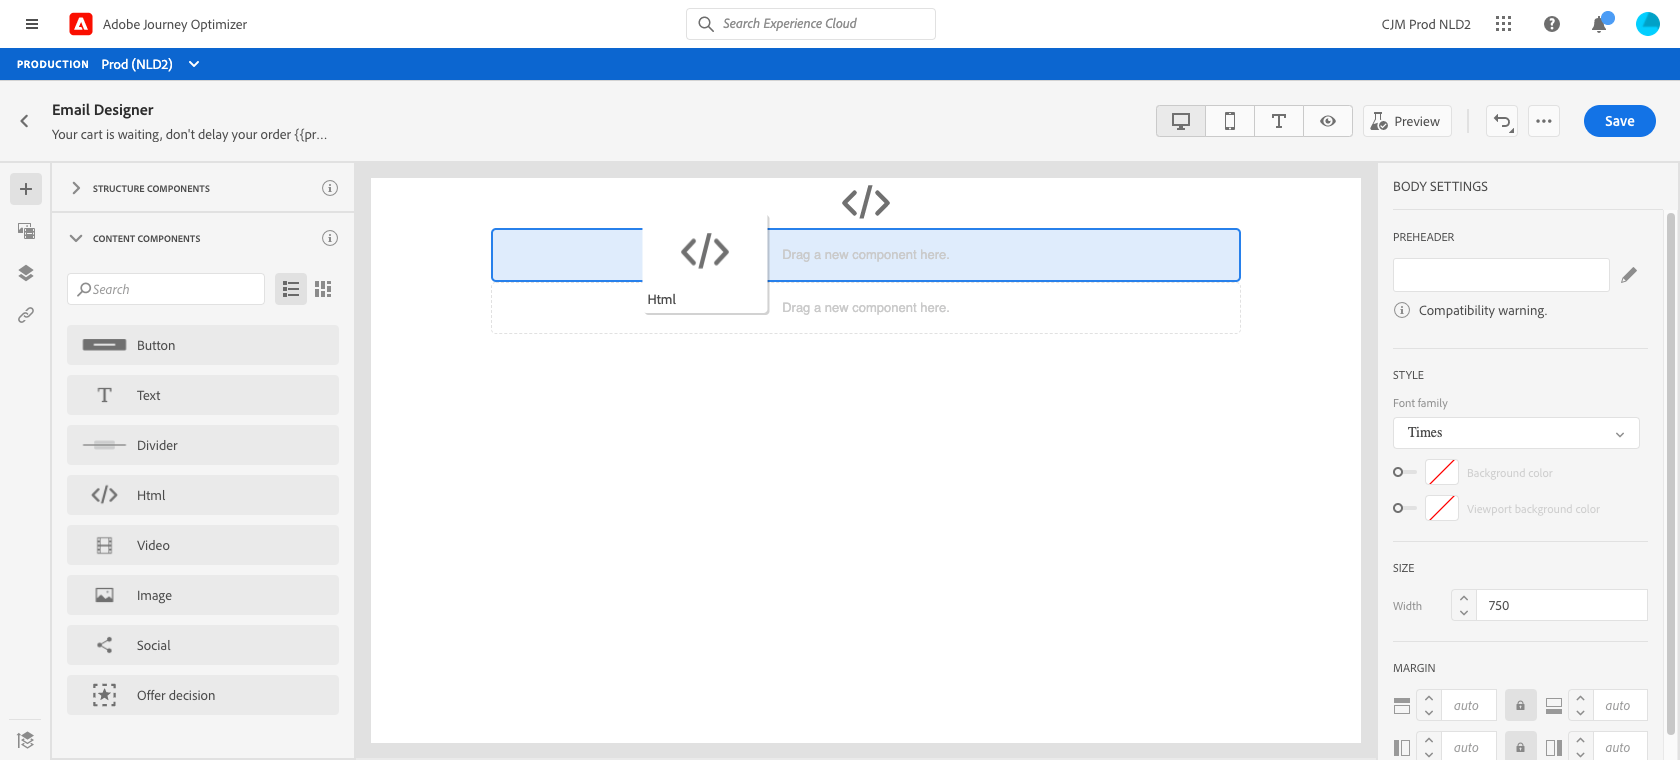 Adobe Journey Optimizer
Search Experience Cloud
CJM Prod NLD2
PRODUCTION Prod (NLD2)
Email Designer
Your cart is waiting, don't delay your order {{pr...
Preview
Save
STRUCTURE COMPONENTS
CONTENT COMPONENTS
Search
Button
Text
Divider
Html
Video
Image
Social
Offer decision
Drag a new component here.
Html
Drag a new component here.
BODY SETTINGS
PREHEADER
Compatibility warning.
STYLE
Font family
Times
Background color
Viewport background color
SIZE
Width
750
MARGIN
auto
auto
auto
auto